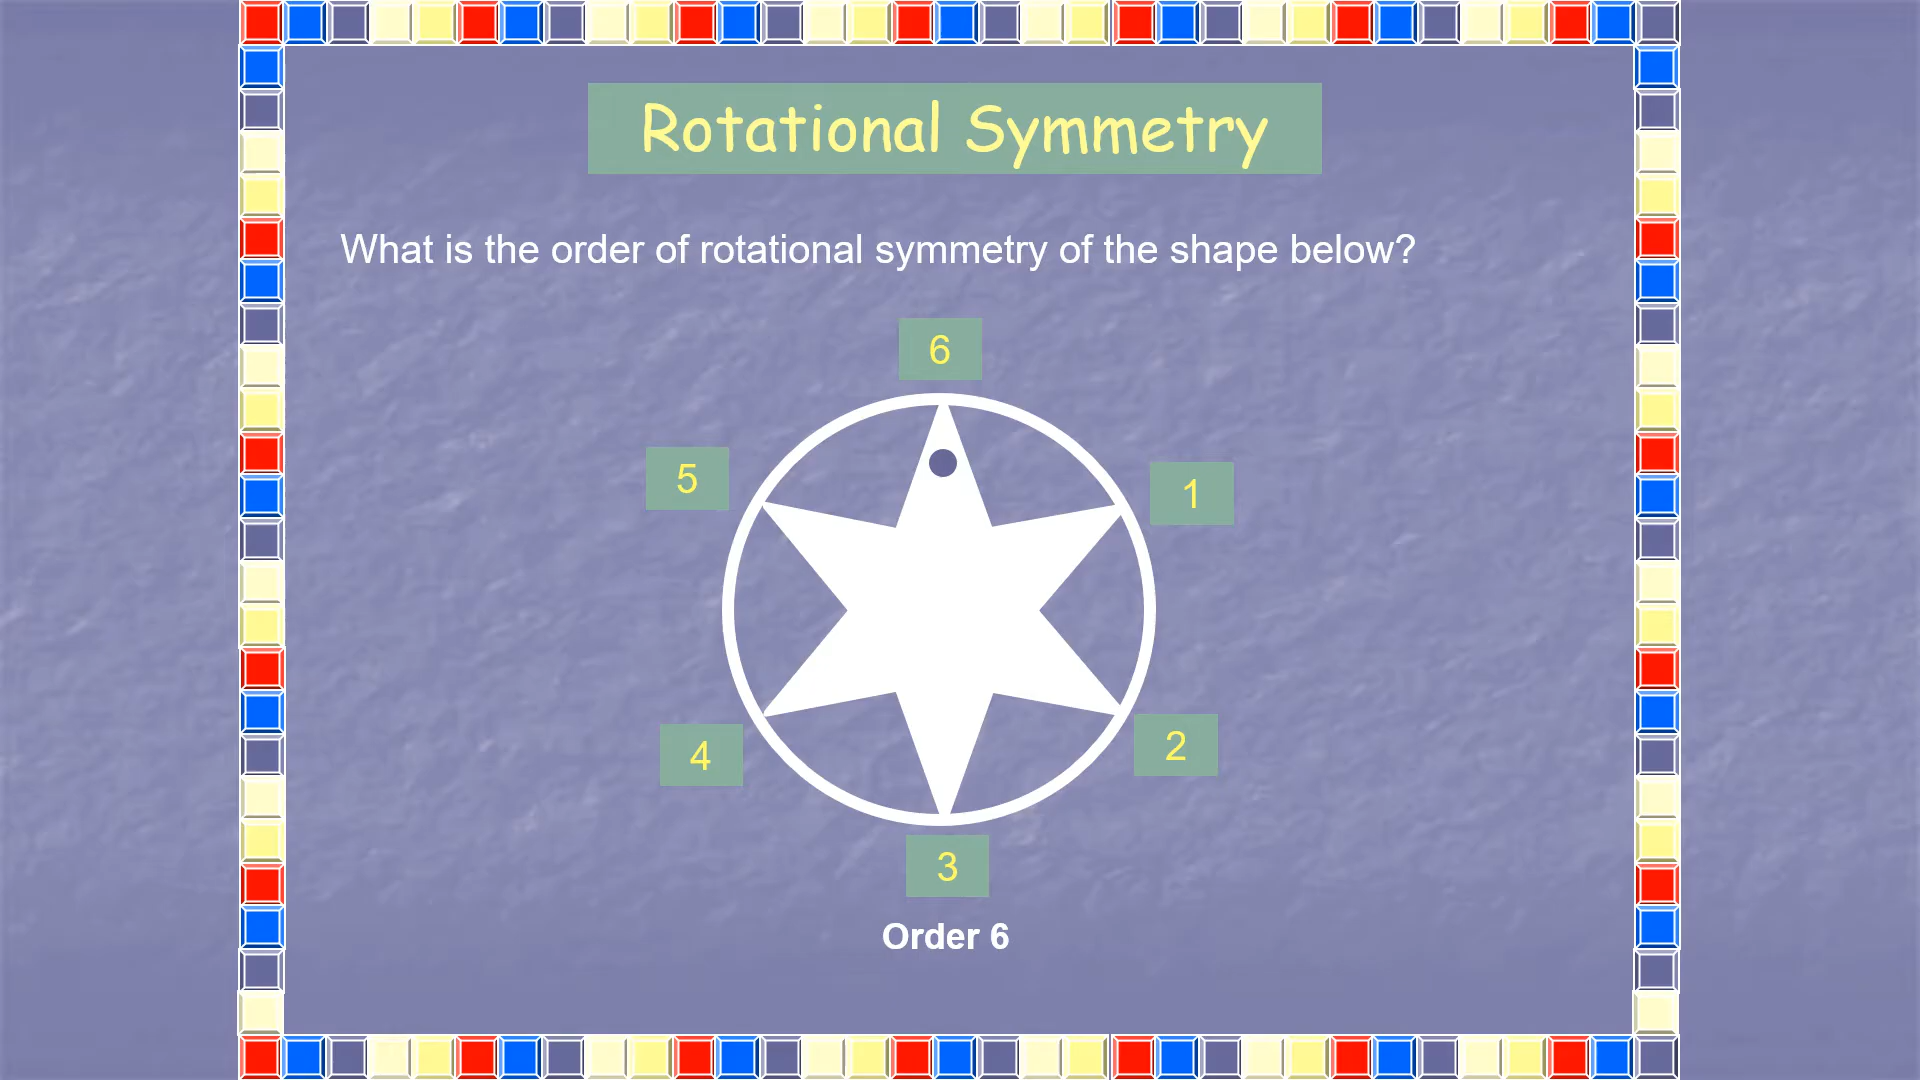 Rotational Symmetry
What is the order of rotational symmetry of the shape below?
6
5
1
4
2
3
Order 6